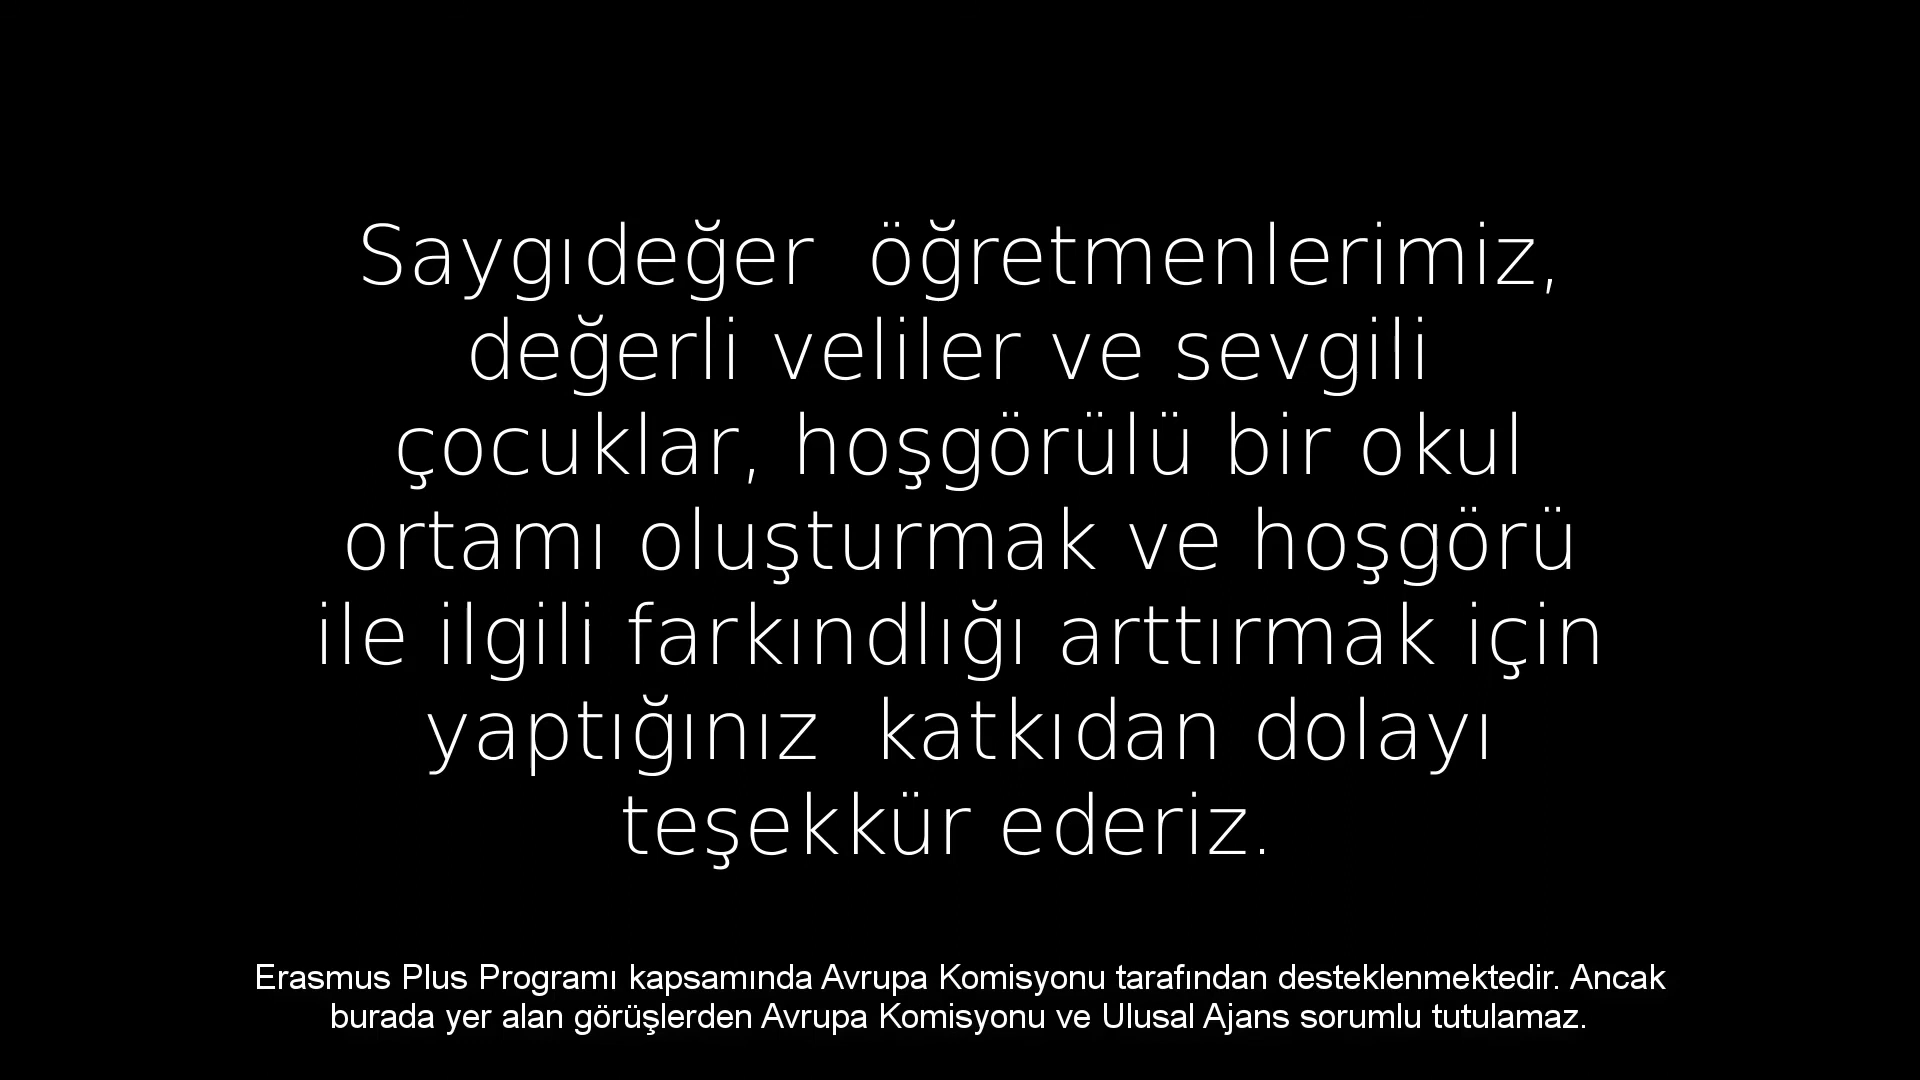 Saygıdeğer  öğretmenlerimiz,
değerli veliler ve sevgili
çocuklar, hoşgörülü bir okul
ortamı oluşturmak ve hoşgörü
ile ilgili farkındlığı arttırmak için
yaptığınız  katkıdan dolayı
teşekkür ederiz.
Erasmus Plus Programı kapsamında Avrupa Komisyonu tarafından desteklenmektedir. Ancak
burada yer alan görüşlerden Avrupa Komisyonu ve Ulusal Ajans sorumlu tutulamaz.